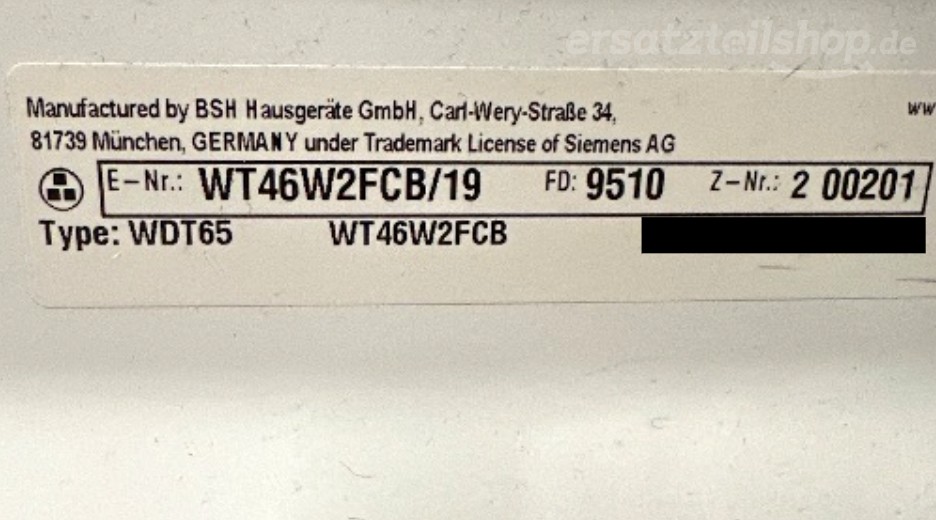 ersatzteilshop.de
Manufactured by BSH Hausgeräte GmbH, Carl-Wery-Straße 34,
ww
81739 München, GERMANY under Trademark License of Siemens AG
E-Nr.: WT46W2FCB/19 FD: 9510 Z-Nr.: 2 00201
Type: WDT65 WT46W2FCB